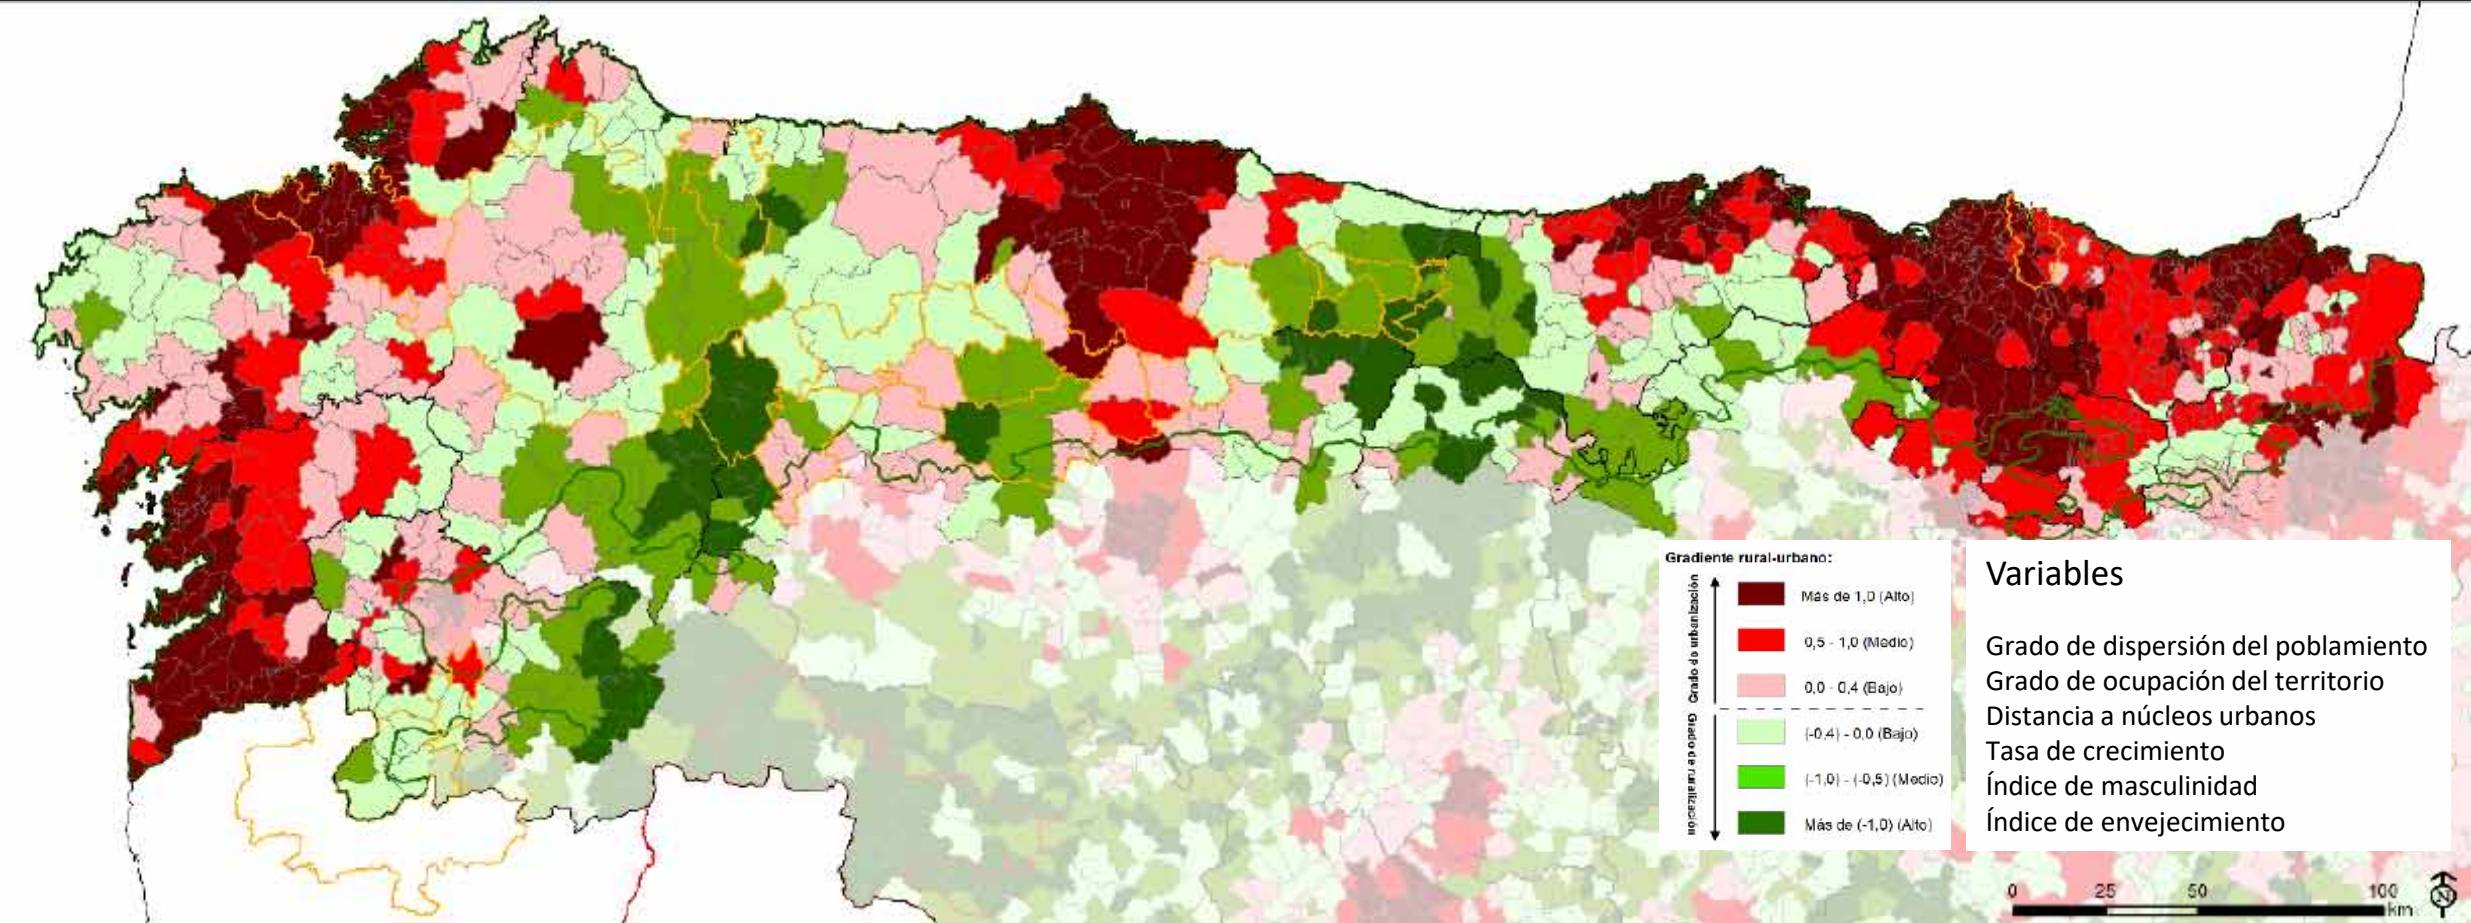 Gradiente rural-urbano:
Grado de urbanización
Más de 1,0 (Alto)
0,5 - 1,0 (Medio)
0,0 - 0,4 (Bajo)
Grado de ruralización
(-0,4) - 0,0 (Bajo)
(-1,0) - (-0,5) (Medio)
Más de (-1,0) (Alto)
Variables
Grado de dispersión del poblamiento
Grado de ocupación del territorio
Distancia a núcleos urbanos
Tasa de crecimiento
Índice de masculinidad
Índice de envejecimiento
0 25 50 100
km
N